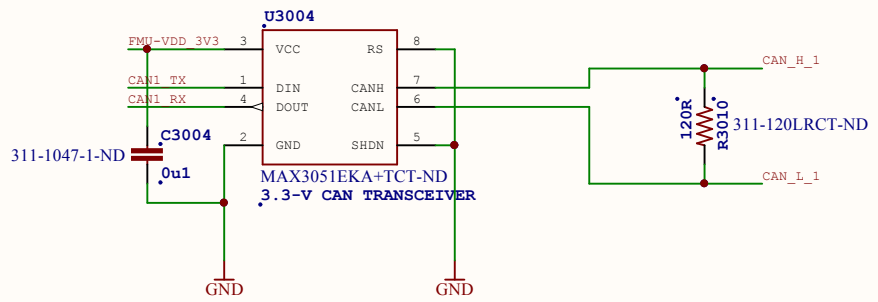 U3004
FMU-VDD_3V3
3
VCC
RS
8
CAN_H_1
CAN1_TX
1
DIN
CANH
7
CAN1_RX
4
DOUT
CANL
6
120R
R3010
311-120LRCT-ND
C3004
2
GND
SHDN
5
311-1047-1-ND
0u1
MAX3051EKA+TCT-ND
3.3-V CAN TRANSCEIVER
CAN_L_1
GND
GND